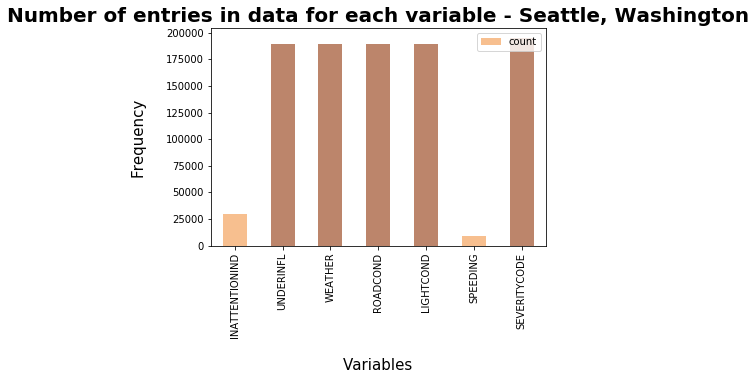 Number of entries in data for each variable - Seattle, Washington
count
Frequency
200000
175000
150000
125000
100000
75000
50000
25000
0
INATTENTIONIND
UNDERINFL
WEATHER
ROADCOND
LIGHTCOND
SPEEDING
SEVERITYCODE
Variables